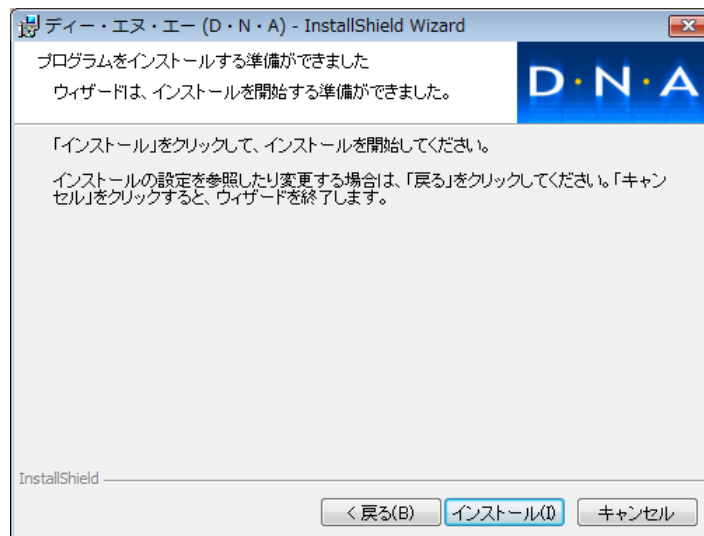 ディー・エヌ・エー (D・N・A) - InstallShield Wizard
プログラムをインストールする準備ができました
ウィザードは、インストールを開始する準備ができました。
D・N・A
「インストール」をクリックして、インストールを開始してください。
インストールの設定を参照したり変更する場合は、「戻る」をクリックしてください。「キャン
セル」をクリックすると、ウィザードを終了します。
InstallShield
< 戻る(B)
インストール(I)
キャンセル